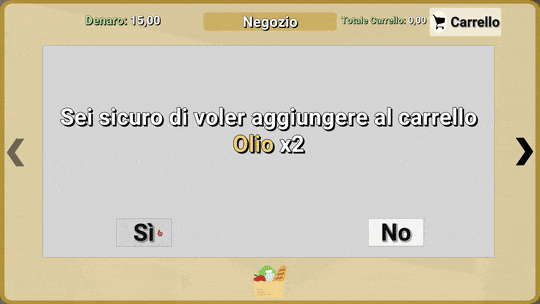 Denaro: 15,00
Negozio
Totale Carrello: 0,00
Carrello
Sei sicuro di voler aggiungere al carrello
Olio x2
Sì
No